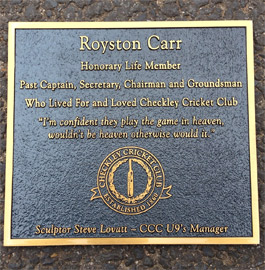 Royston Carr
Honorary Life Member
Past Captain, Secretary, Chairman and Groundsman
Who Lived For and Loved Checkley Cricket Club
"I'm confident they play the game in heaven,
wouldn't be heaven otherwise would it."
CHECKLEY CRICKET CLUB
ESTABLISHED
Sculptor Steve Lovatt – CCC U9's Manager